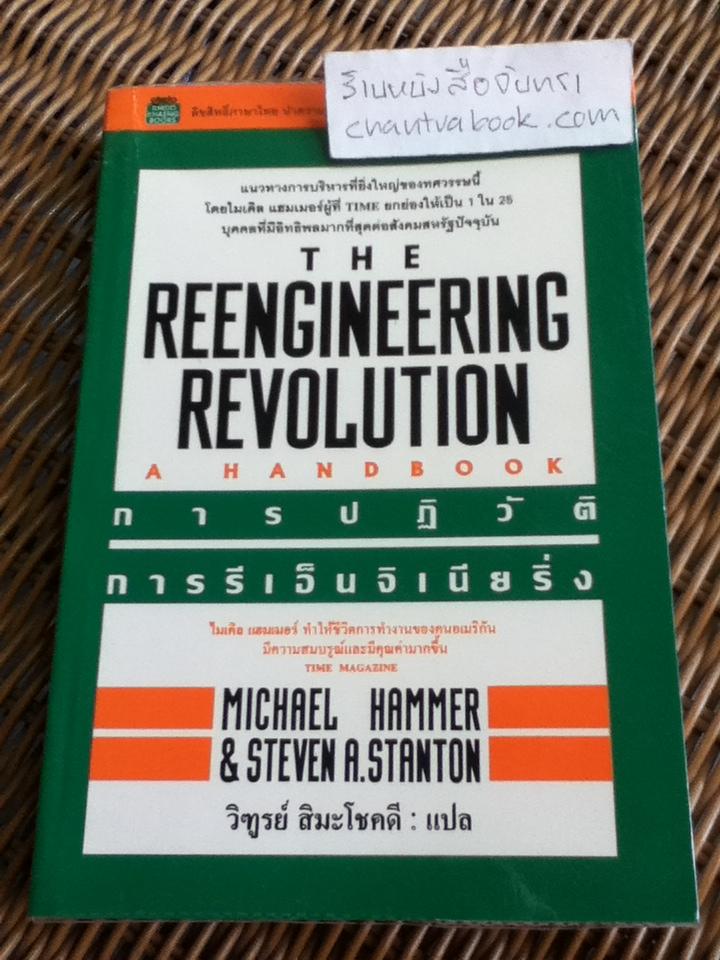 ร้านหนังสือจันทรา
chantrabook.com
BOOKS
ลิขสิทธิ์ภาษาไทย
แนวทางการบริหารที่ยิ่งใหญ่ของทศวรรษนี้
โดยไมเคิล แฮมเมอร์ผู้ที่ TIME ยกย่องให้เป็น 1 ใน 25
บุคคลที่มีอิทธิพลมากที่สุดต่อสังคมสหรัฐปัจจุบัน
THE
REENGINEERING
REVOLUTION
A HANDBOOK
การปฏิวัติ
การรีเอ็นจิเนียริ่ง
ไมเคิล แฮมเมอร์ ทำให้ชีวิตการทำงานของคนอเมริกัน
มีความสมบรูณ์และมีคุณค่ามากขึ้น
TIME MAGAZINE
MICHAEL HAMMER
& STEVEN A. STANTON
วิฑูรย์ สิมะโชคดี : แปล